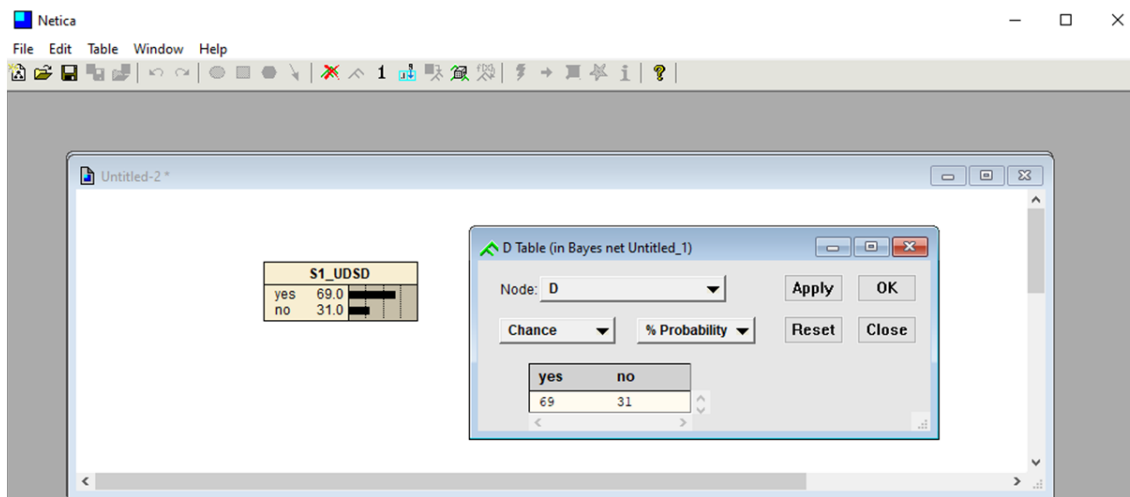 Netica
File Edit Table Window Help
1
Untitled-2 *
S1_UDSD
yes 69.0
no 31.0
D Table (in Bayes net Untitled_1)
Node: D
Apply OK
Chance % Probability Reset Close
yes no
69 31